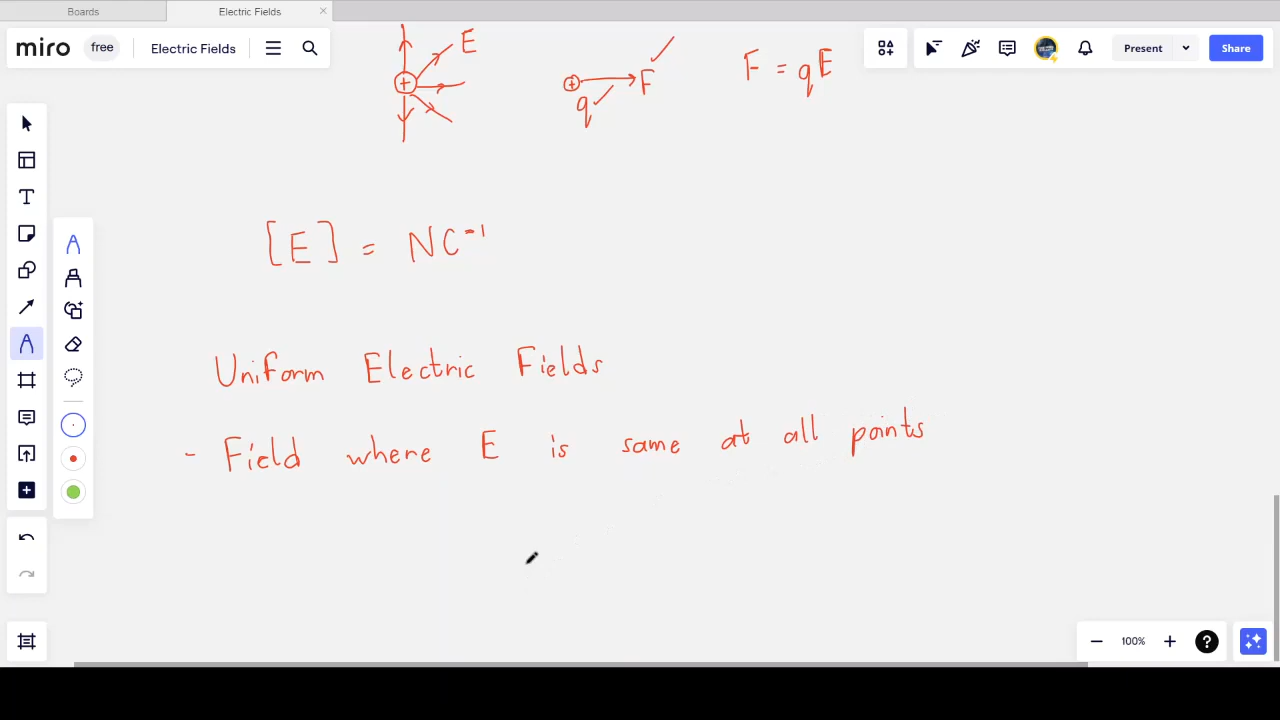 Boards Electric Fields
miro free Electric Fields
Present Share
E
+
+ F
q
F = qE
[E] = NC⁻¹
Uniform Electric Fields
- Field where E is same at all points
100% ?